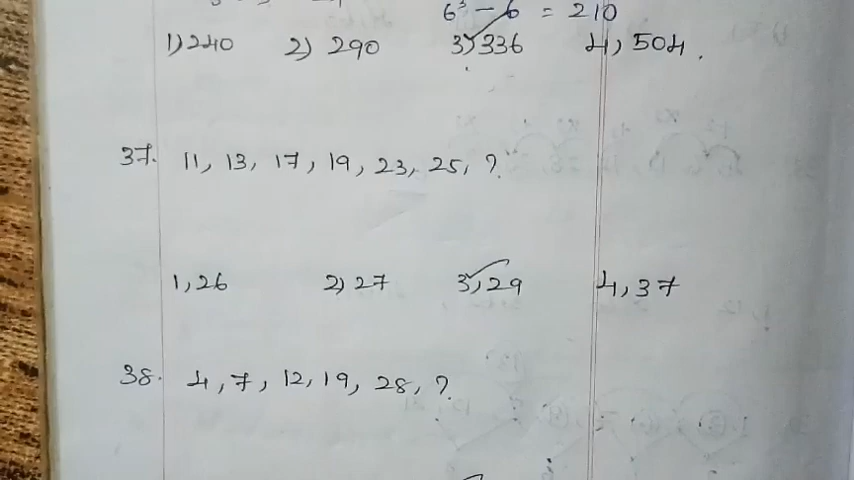 6³ - 6 = 210
1) 240 2) 290 3) 336 4, 504.
37. 11, 13, 17, 19, 23, 25, ?
1, 26 2) 27 3, 29 4, 37
38. 4, 7, 12, 19, 28, ?